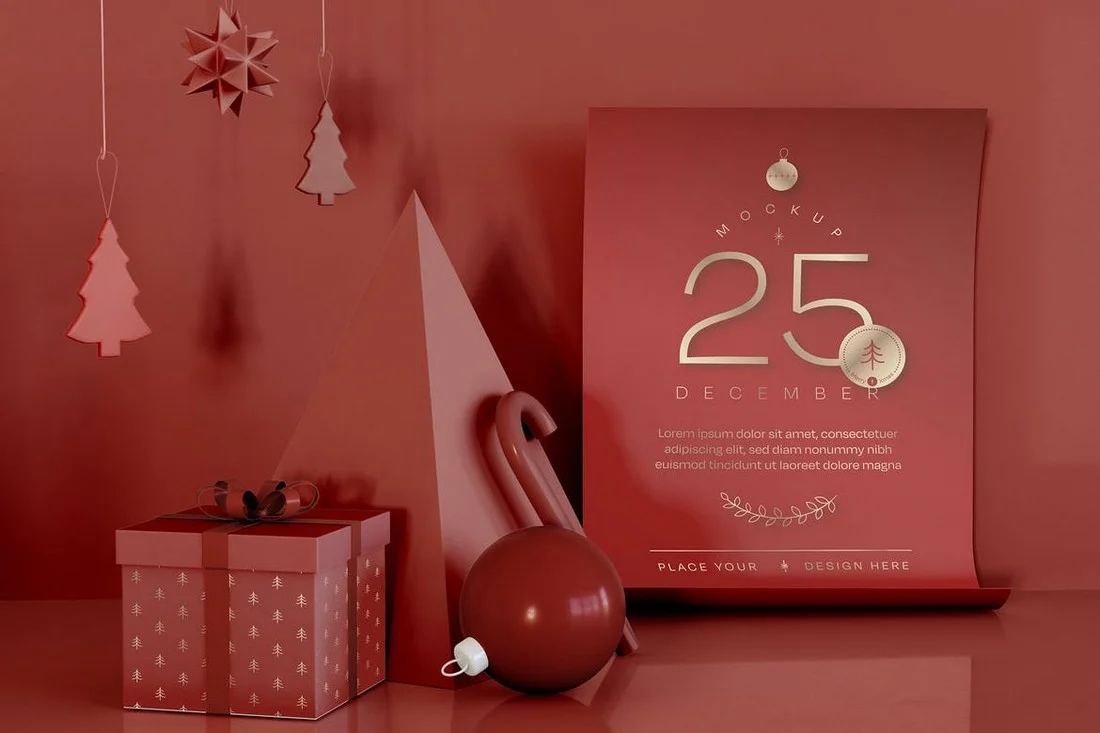 MOCKUP
25
DECEMBER
Lorem ipsum dolor sit amet, consectetuer
adipiscing elit, sed diam nonummy nibh
euismod tincidunt ut laoreet dolore magna
PLACE YOUR DESIGN HERE